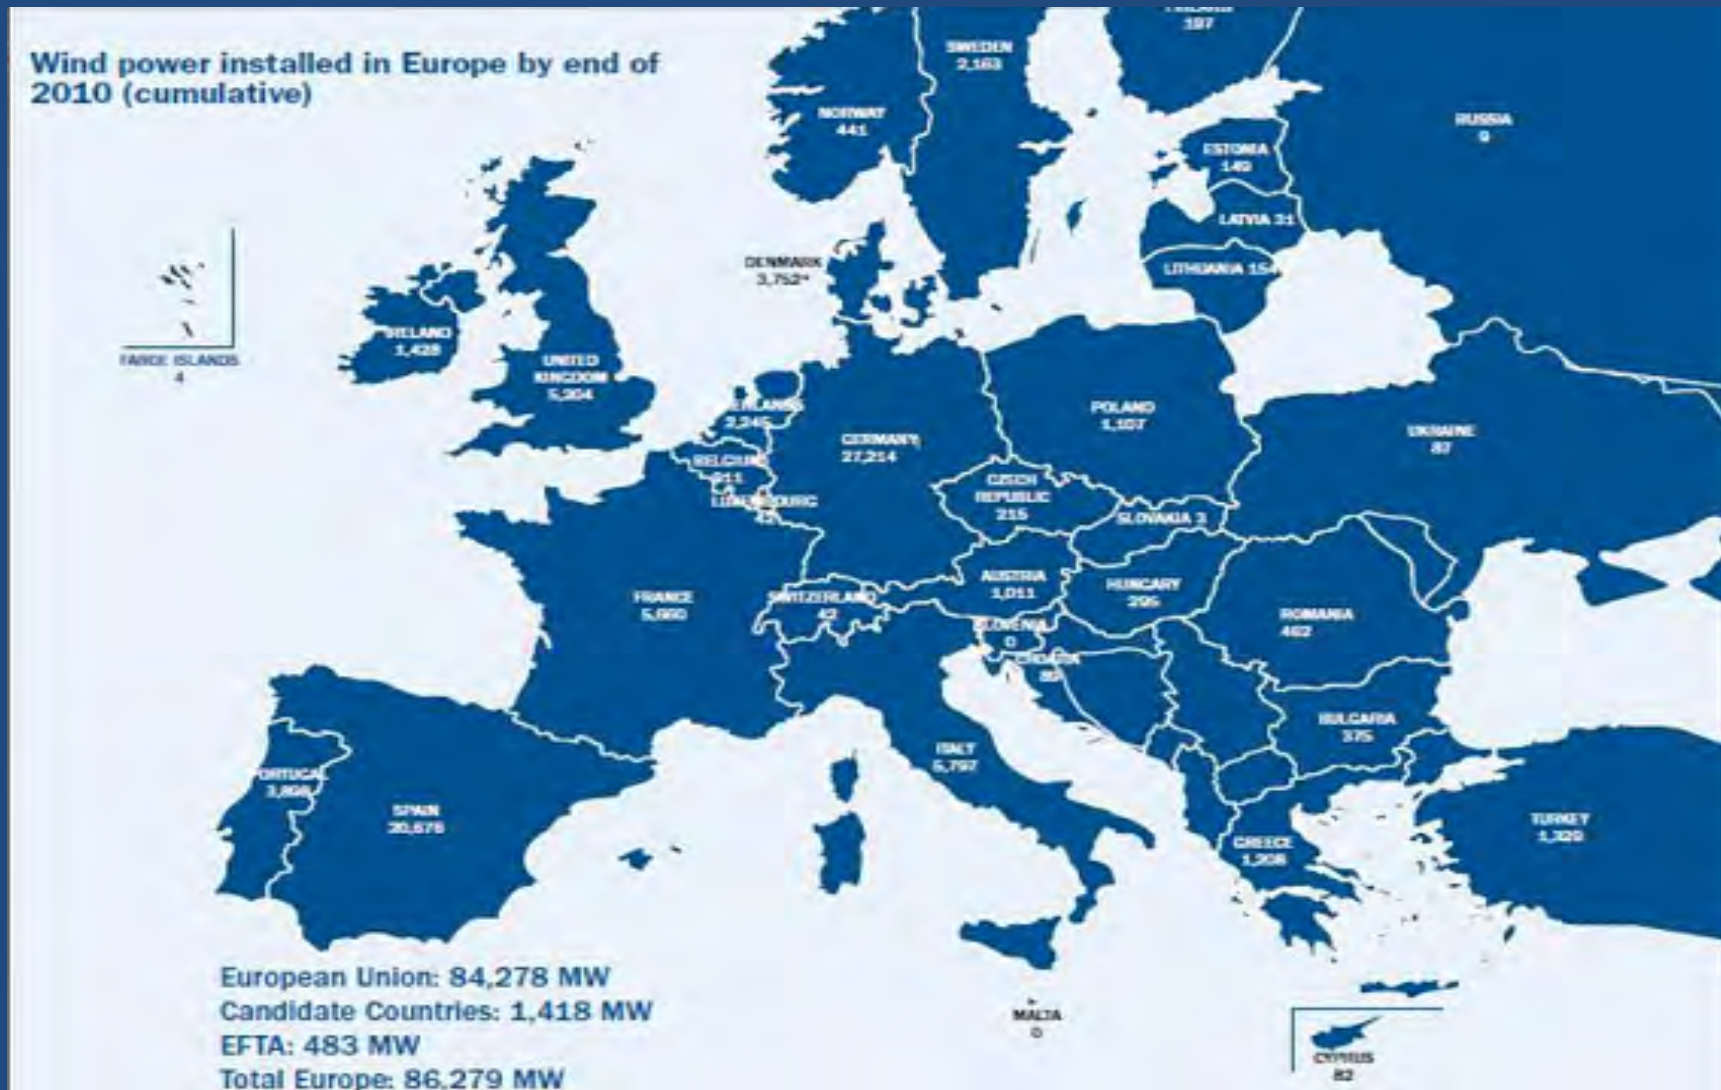 Wind power installed in Europe by end of
2010 (cumulative)
197
SWEDEN
2,163
NORWAY
441
RUSSIA
9
ESTONIA
149
LATVIA 31
LITHUANIA 154
DENMARK
3,752*
FAROE ISLANDS
4
IRELAND
1,428
UNITED
KINGDOM
5,204
2,245
POLAND
1,107
GERMANY
27,214
UKRAINE
87
BELGIUM
911
LUXEMBOURG
42
CZECH
REPUBLIC
215
SLOVAKIA 3
AUSTRIA
1,011
HUNGARY
295
FRANCE
5,660
SWITZERLAND
42
ROMANIA
462
SLOVENIA
0
CROATIA
89
BULGARIA
375
ITALY
5,797
PORTUGAL
3,898
SPAIN
20,676
GREECE
1,208
TURKEY
1,329
European Union: 84,278 MW
Candidate Countries: 1,418 MW
EFTA: 483 MW
Total Europe: 86,279 MW
MALTA
0
CYPRUS
82